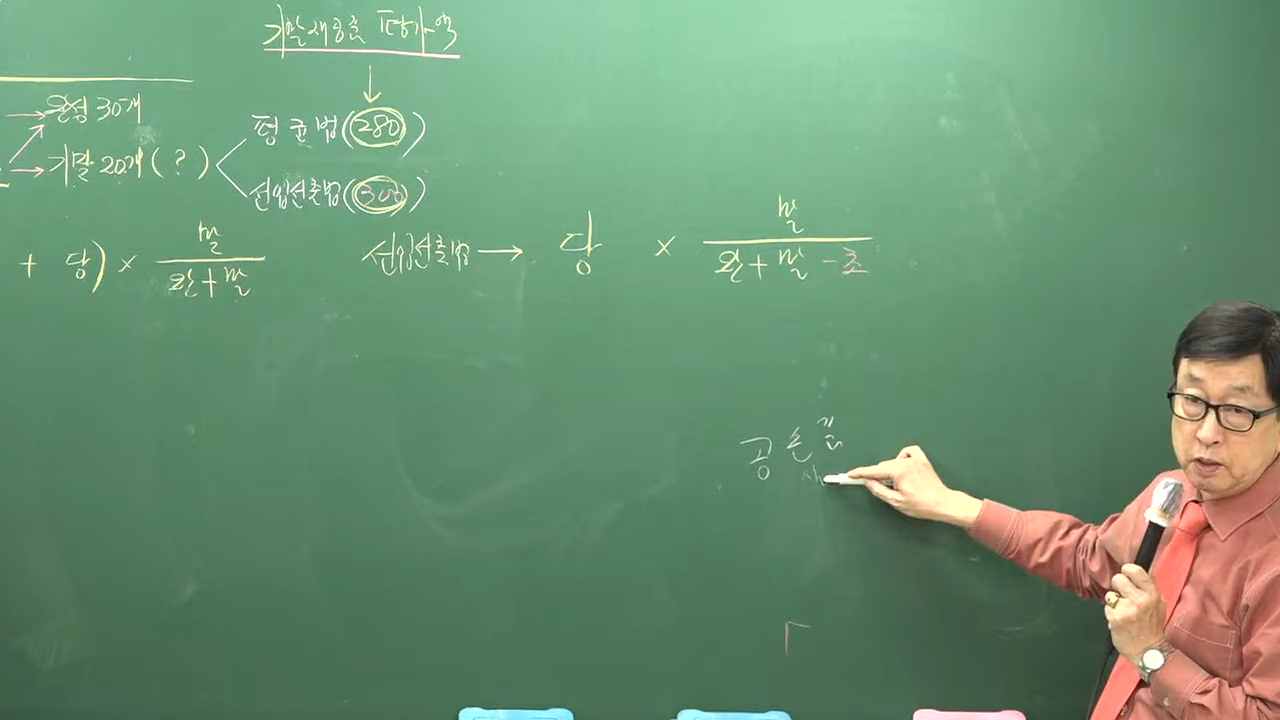 기말재공품 평가액
완성 30개
평균법(280)
기말 20개(?)
선입선출법(300)
+ 당) × 말 / 완+말
선입선출법 → 당 × 말 / 완+말-초
공손